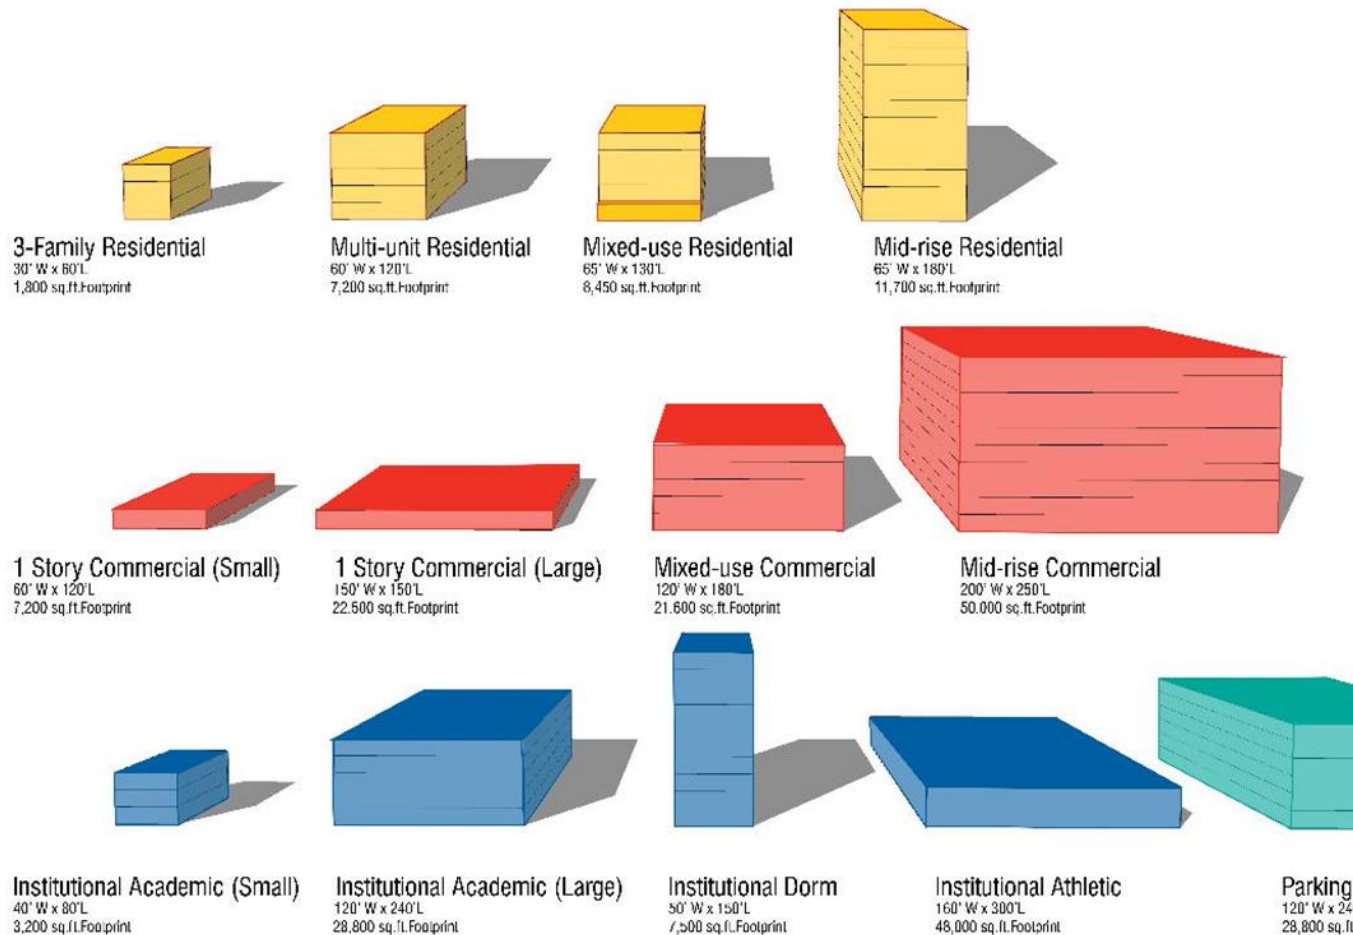 3-Family Residential
30' W x 60'L
1,800 sq.ft.Footprint
Multi-unit Residential
60' W x 120'L
7,200 sq.ft.Footprint
Mixed-use Residential
65' W x 130'L
8,450 sq.ft.Footprint
Mid-rise Residential
65' W x 180'L
11,700 sq.ft.Footprint
1 Story Commercial (Small)
60' W x 120'L
7,200 sq.ft.Footprint
1 Story Commercial (Large)
150' W x 150'L
22.500 sq.ft.Footprint
Mixed-use Commercial
120' W x 180'L
21.600 sq.ft.Footprint
Mid-rise Commercial
200' W x 250'L
50.000 sq.ft.Footprint
Institutional Academic (Small)
40' W x 80'L
3,200 sq.ft.Footprint
Institutional Academic (Large)
120' W x 240'L
28,800 sq.ft.Footprint
Institutional Dorm
50' W x 150'L
7,500 sq.ft.Footprint
Institutional Athletic
160' W x 300'L
48,000 sq.ft.Footprint
Parking
120' W x 24
28,800 sq.ft